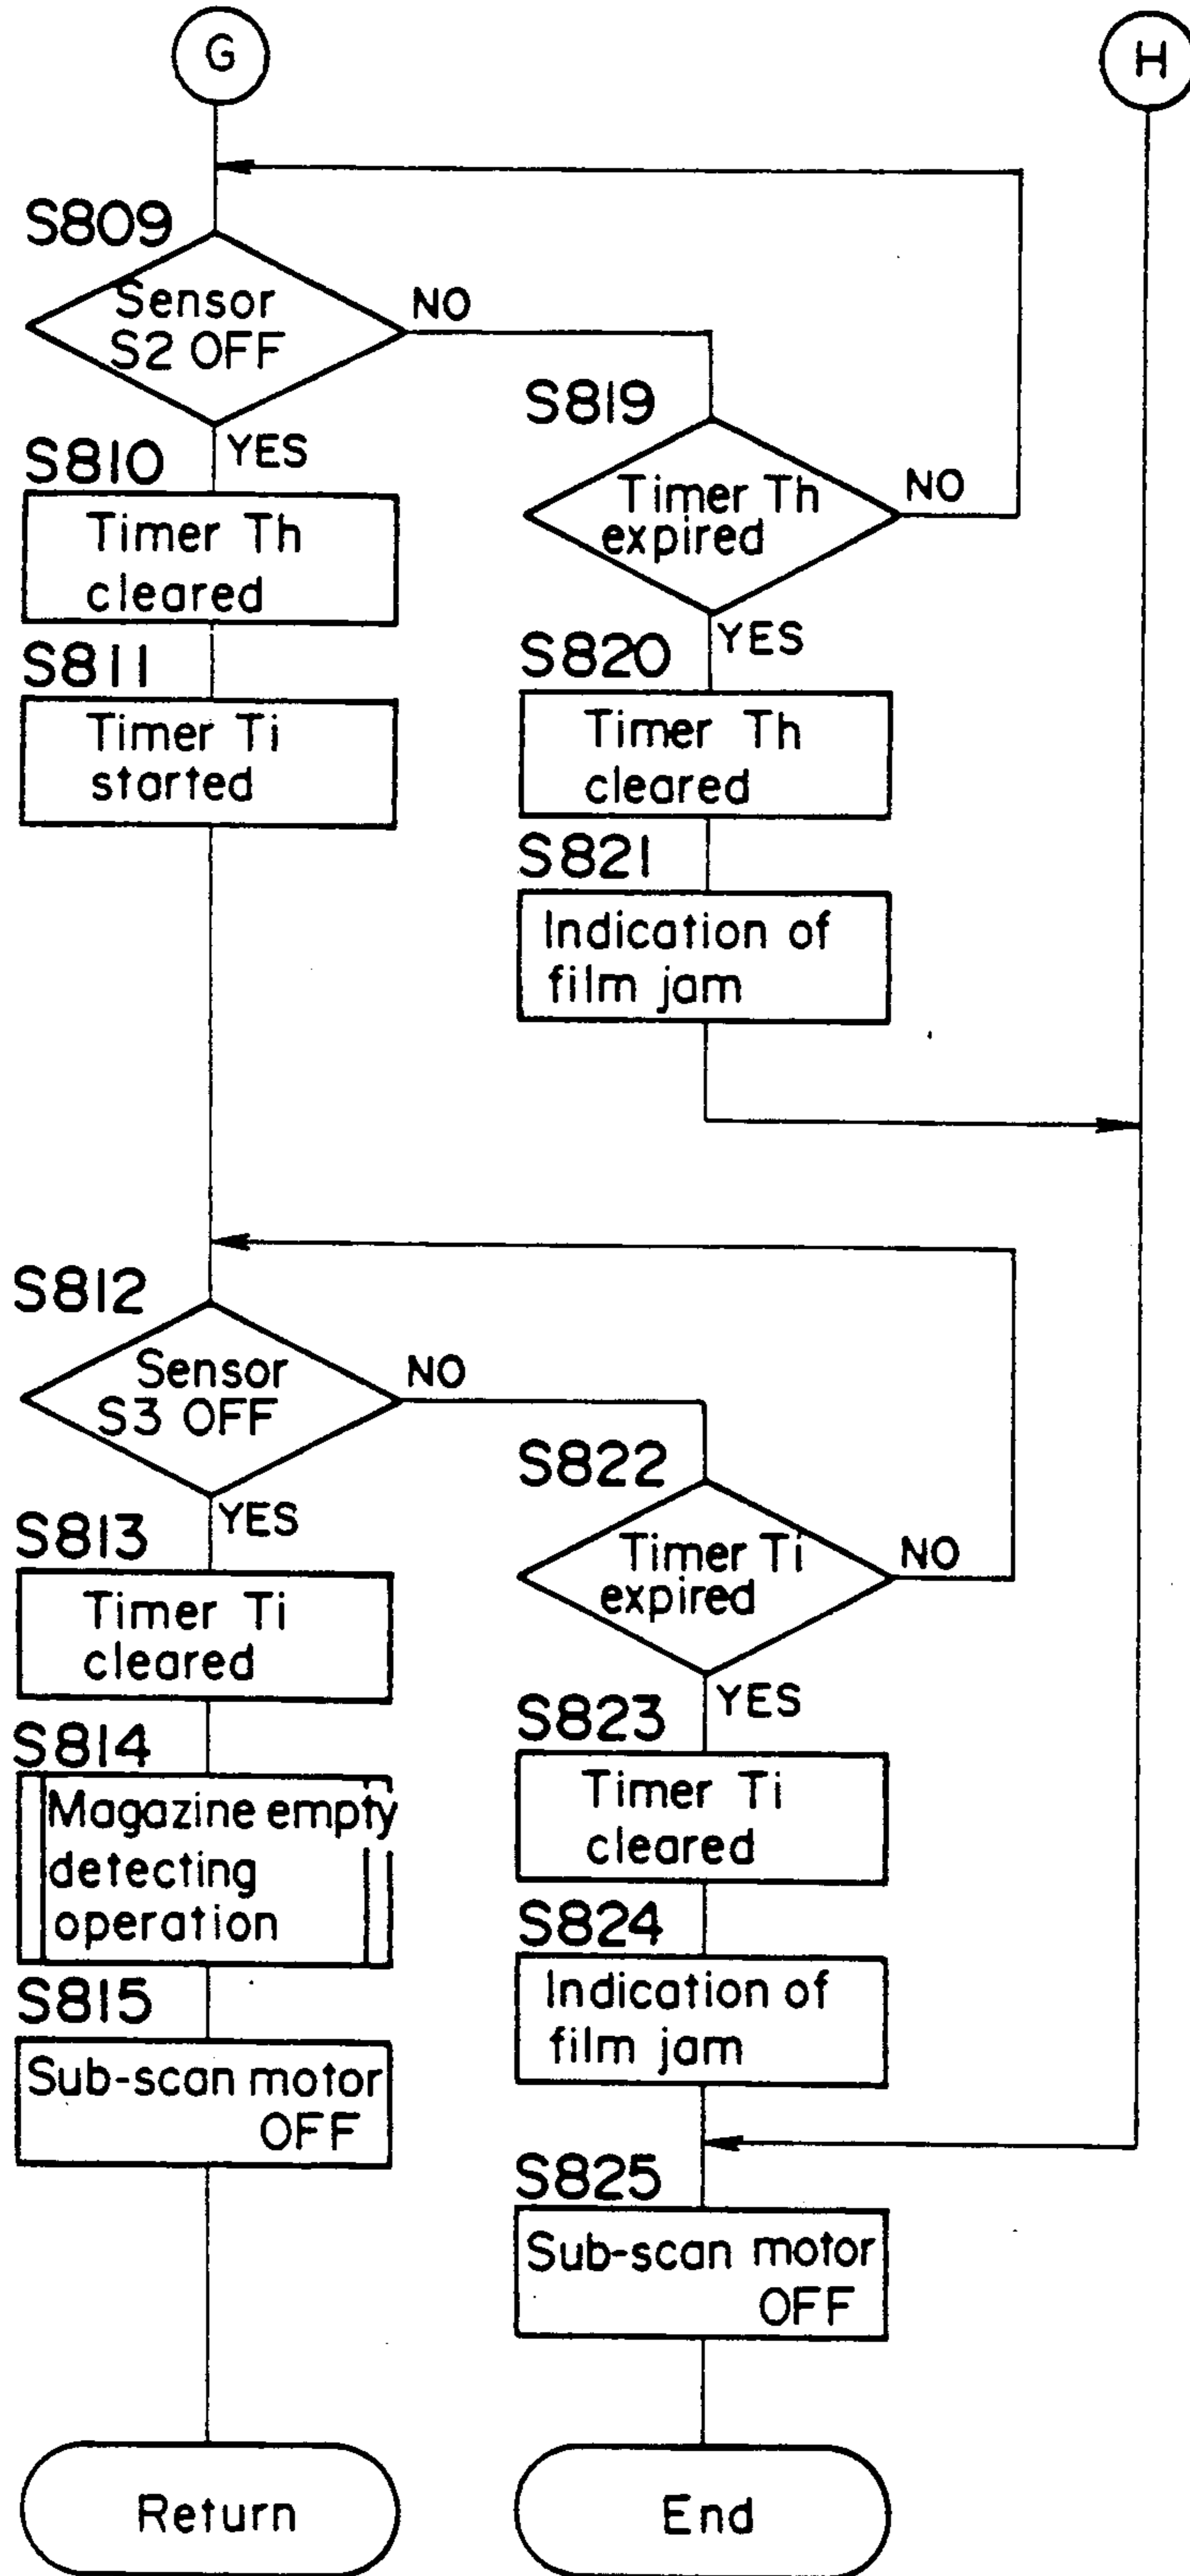 G
H
S809
Sensor
S2 OFF
NO
YES
S819
Timer Th
expired
NO
YES
S810
Timer Th
cleared
S811
Timer Ti
started
S820
Timer Th
cleared
S821
Indication of
film jam
S812
Sensor
S3 OFF
NO
YES
S822
Timer Ti
expired
NO
YES
S813
Timer Ti
cleared
S814
Magazine empty
detecting
operation
S815
Sub-scan motor
OFF
S823
Timer Ti
cleared
S824
Indication of
film jam
S825
Sub-scan motor
OFF
Return
End